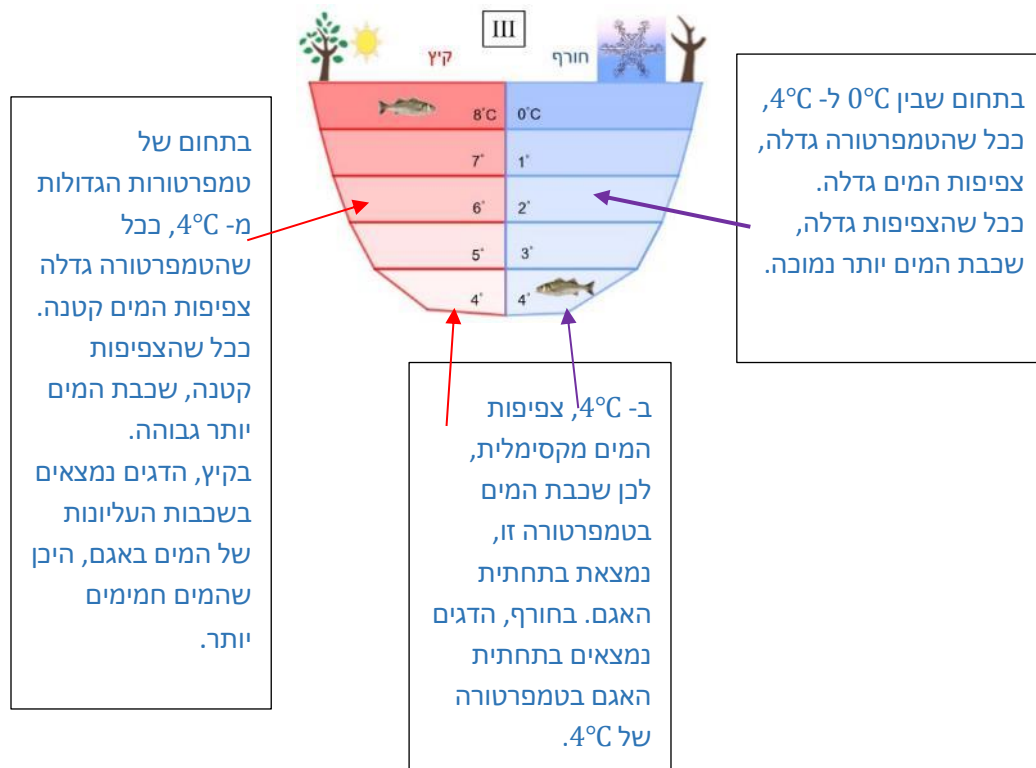 III
קיץ
חורף
8°C
0°C
7°
1°
6°
2°
5°
3°
4°
4°
בתחום שבין 0°C ל- 4°C,
ככל שהטמפרטורה גדלה,
צפיפות המים גדלה.
ככל שהצפיפות גדלה,
שכבת המים יותר נמוכה.
בתחום של
טמפרטורות הגדולות
מ- 4°C, ככל
שהטמפרטורה גדלה
צפיפות המים קטנה.
ככל שהצפיפות
קטנה, שכבת המים
יותר גבוהה.
בקיץ, הדגים נמצאים
בשכבות העליונות
של המים באגם, היכן
שהמים חמימים
יותר.
ב- 4°C, צפיפות
המים מקסימלית,
לכן שכבת המים
בטמפרטורה זו,
נמצאת בתחתית
האגם. בחורף, הדגים
נמצאים בתחתית
האגם בטמפרטורה
של 4°C.